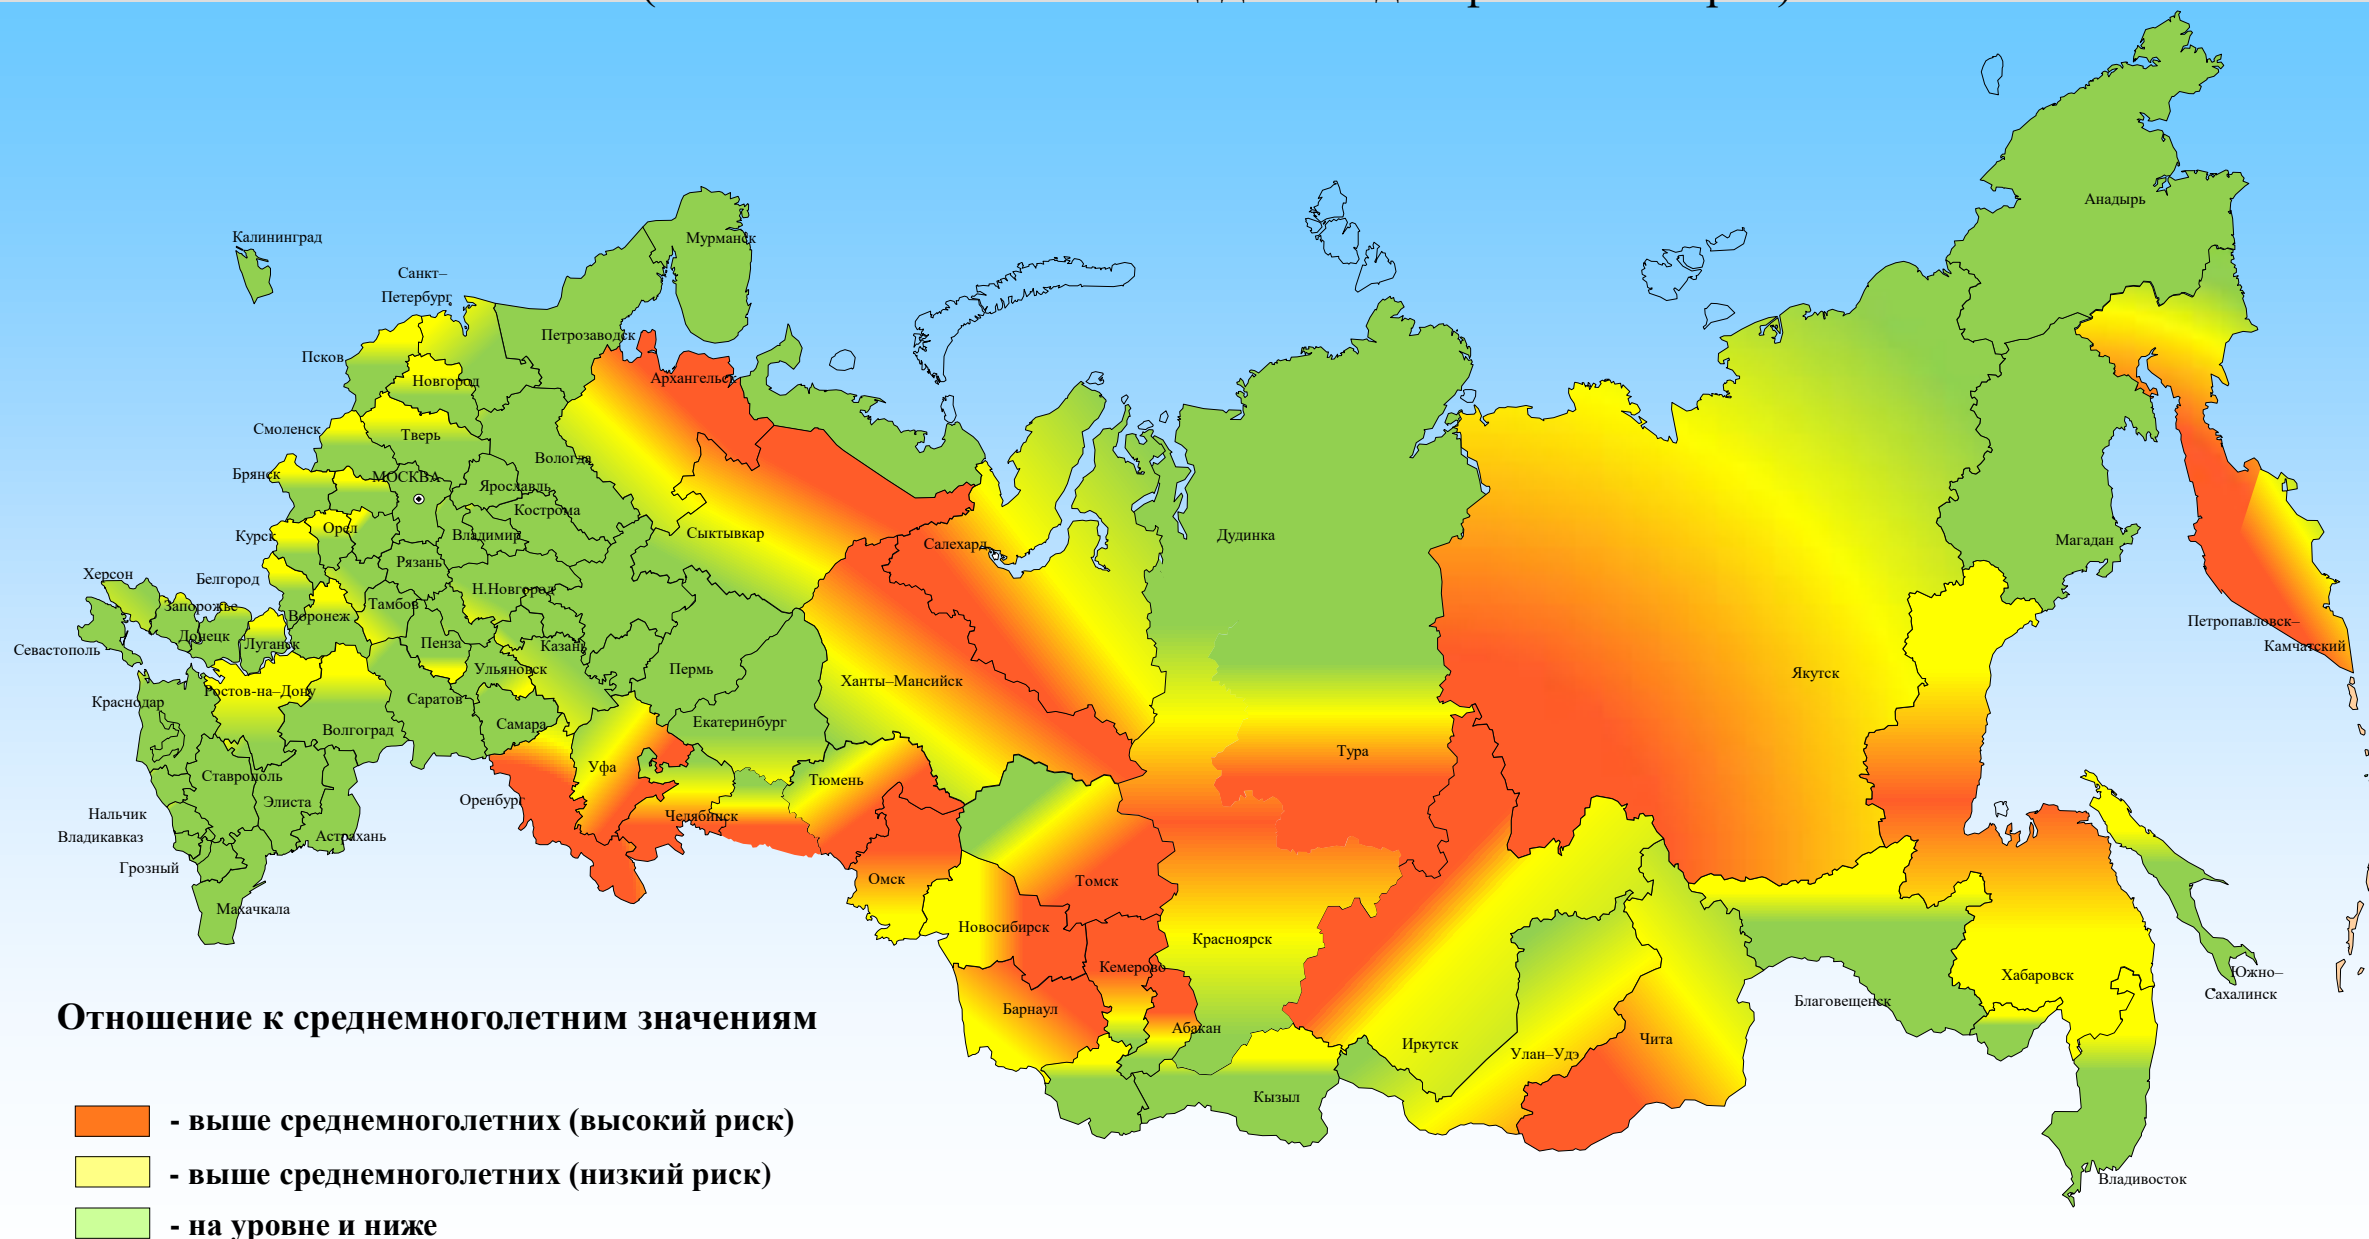 Калининград
Санкт–
Петербург
Мурманск
Петрозаводск
Псков
Новгород
Архангельск
Анадырь
Смоленск
Тверь
Вологда
Брянск
МОСКВА
Ярославль
Кострома
Курск
Орел
Владимир
Сыктывкар
Салехард
Дудинка
Магадан
Рязань
Херсон
Белгород
Н.Новгород
Запорожье
Воронеж
Тамбов
Донецк
Луганск
Пенза
Казань
Севастополь
Ульяновск
Пермь
Ханты–Мансийск
Якутск
Петропавловск–
Камчатский
Ростов-на–Дону
Краснодар
Саратов
Самара
Екатеринбург
Волгоград
Уфа
Тура
Ставрополь
Тюмень
Элиста
Оренбург
Нальчик
Челябинск
Владикавказ
Астрахань
Грозный
Омск
Томск
Махачкала
Новосибирск
Красноярск
Кемерово
Хабаровск
Южно–
Сахалинск
Барнаул
Абакан
Благовещенск
Иркутск
Улан–Удэ
Чита
Кызыл
Владивосток
Отношение к среднемноголетним значениям
- выше среднемноголетних (высокий риск)
- выше среднемноголетних (низкий риск)
- на уровне и ниже